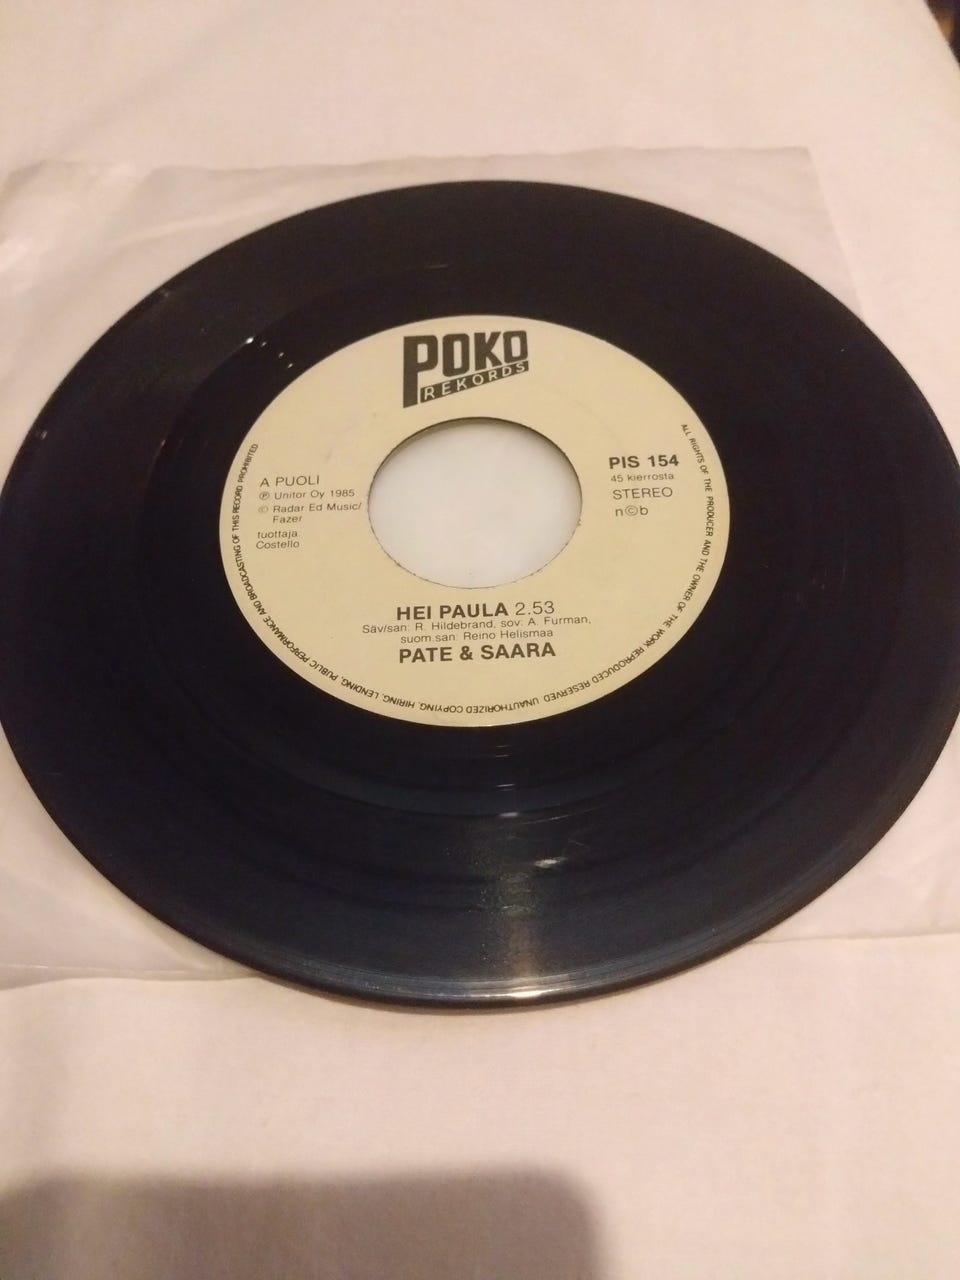 POKO
REKORDS
A PUOLI
℗ Unitor Oy 1985
© Radar Ed Music/
Fazer
tuottaja:
Costello
PIS 154
45 kierrosta
STEREO
n©b
HEI PAULA 2.53
Säv/san: R. Hildebrand, sov: A. Furman,
suom.san: Reino Helismaa
PATE & SAARA
ALL RIGHTS OF THE PRODUCER AND THE OWNER OF THE WORK REPRODUCED RESERVED. UNAUTHORIZED COPYING, HIRING, LENDING, PUBLIC PERFORMANCE AND BROADCASTING OF THIS RECORD PROHIBITED